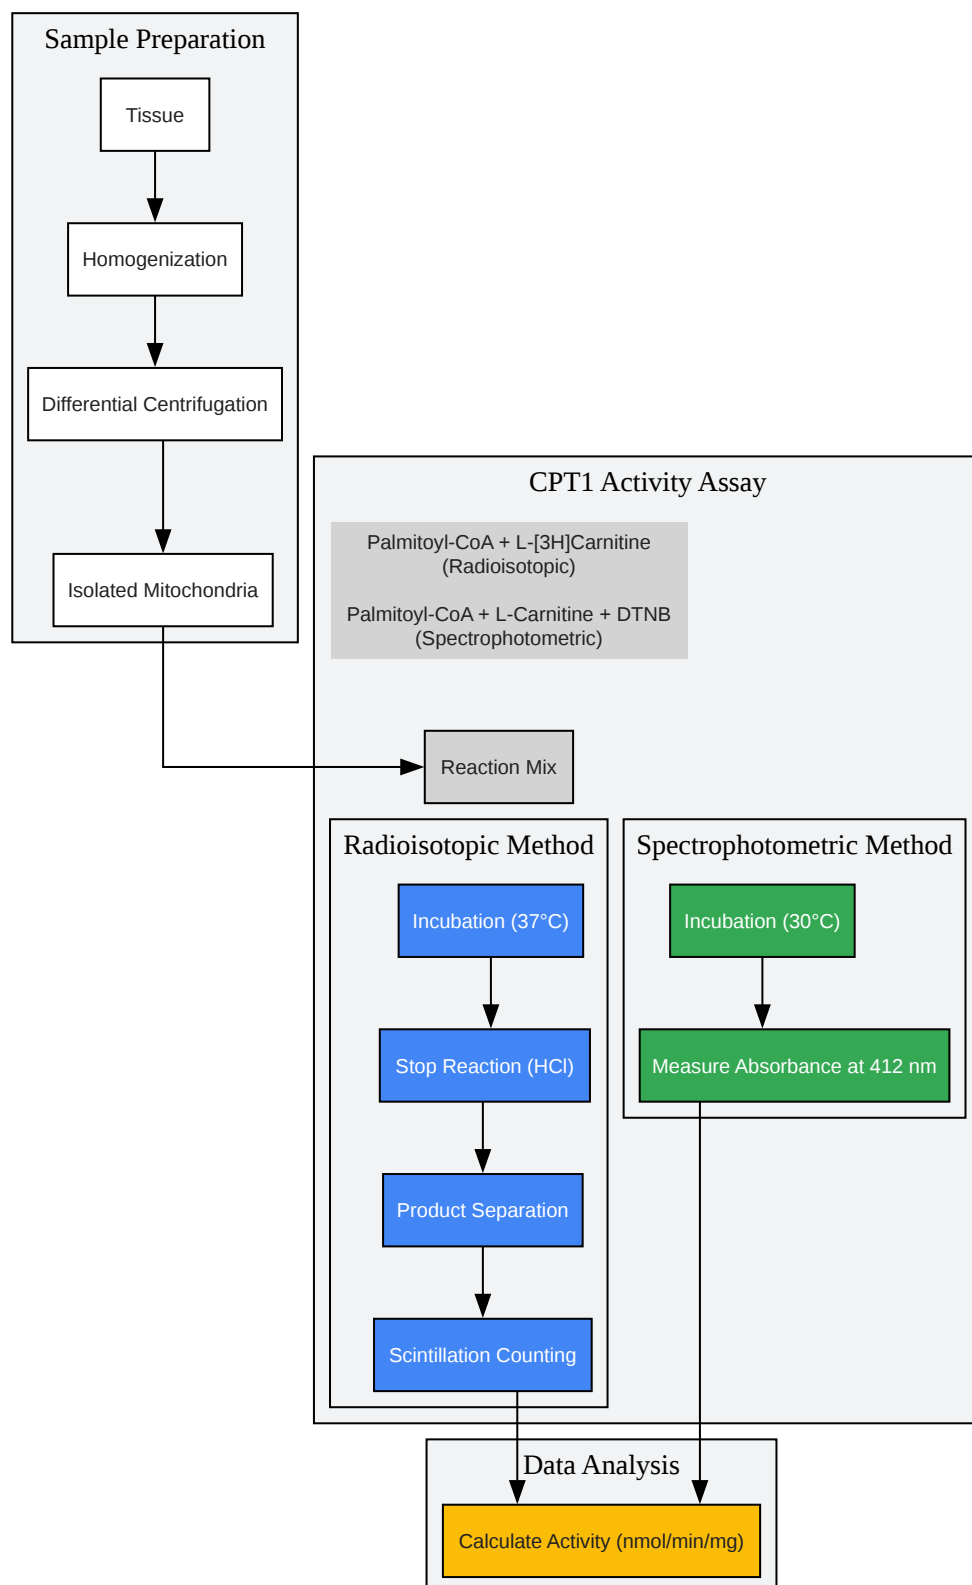 Sample Preparation
Tissue
Homogenization
Differential Centrifugation
Isolated Mitochondria
CPT1 Activity Assay
Palmitoyl-CoA + L-[3H]Carnitine
(Radioisotopic)
Palmitoyl-CoA + L-Carnitine + DTNB
(Spectrophotometric)
Reaction Mix
Radioisotopic Method
Incubation (37°C)
Stop Reaction (HCl)
Product Separation
Scintillation Counting
Spectrophotometric Method
Incubation (30°C)
Measure Absorbance at 412 nm
Data Analysis
Calculate Activity (nmol/min/mg)